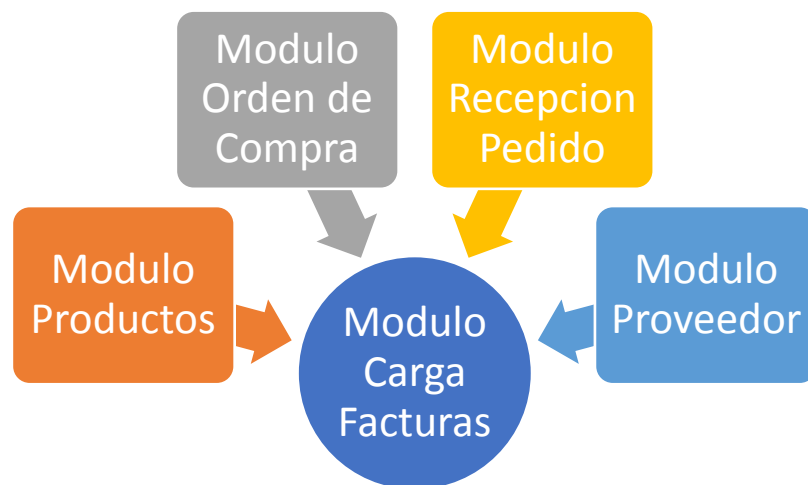 Modulo
Orden de
Compra
Modulo
Recepcion
Pedido
Modulo
Productos
Modulo
Proveedor
Modulo
Carga
Facturas